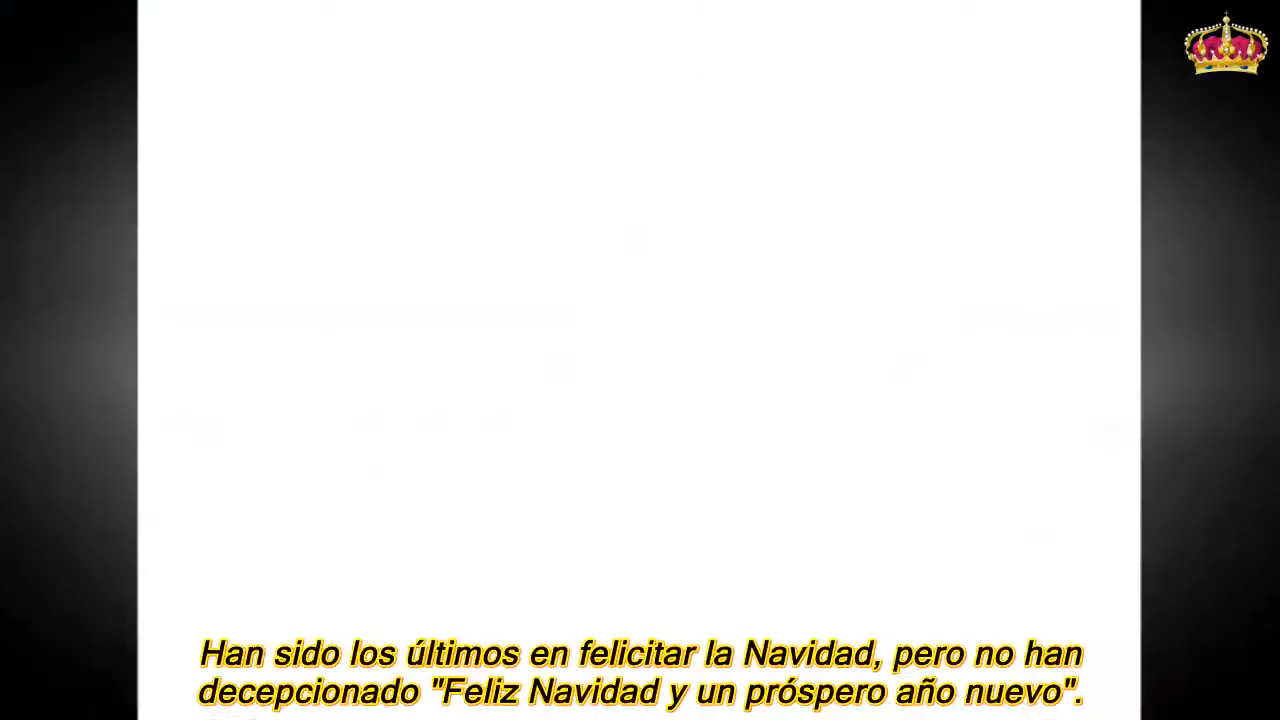 Han sido los últimos en felicitar la Navidad, pero no han
decepcionado "Feliz Navidad y un próspero año nuevo".